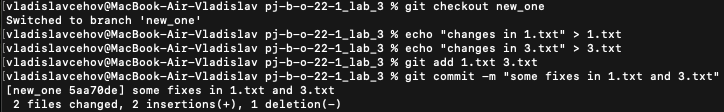 [vladislavcehov@MacBook-Air-Vladislav pj-b-o-22-1_lab_3 % git checkout new_one
Switched to branch 'new_one'
[vladislavcehov@MacBook-Air-Vladislav pj-b-o-22-1_lab_3 % echo "changes in 1.txt" > 1.txt
[vladislavcehov@MacBook-Air-Vladislav pj-b-o-22-1_lab_3 % echo "changes in 3.txt" > 3.txt
[vladislavcehov@MacBook-Air-Vladislav pj-b-o-22-1_lab_3 % git add 1.txt 3.txt
[vladislavcehov@MacBook-Air-Vladislav pj-b-o-22-1_lab_3 % git commit -m "some fixes in 1.txt and 3.txt"
[new_one 5aa70de] some fixes in 1.txt and 3.txt
2 files changed, 2 insertions(+), 1 deletion(-)